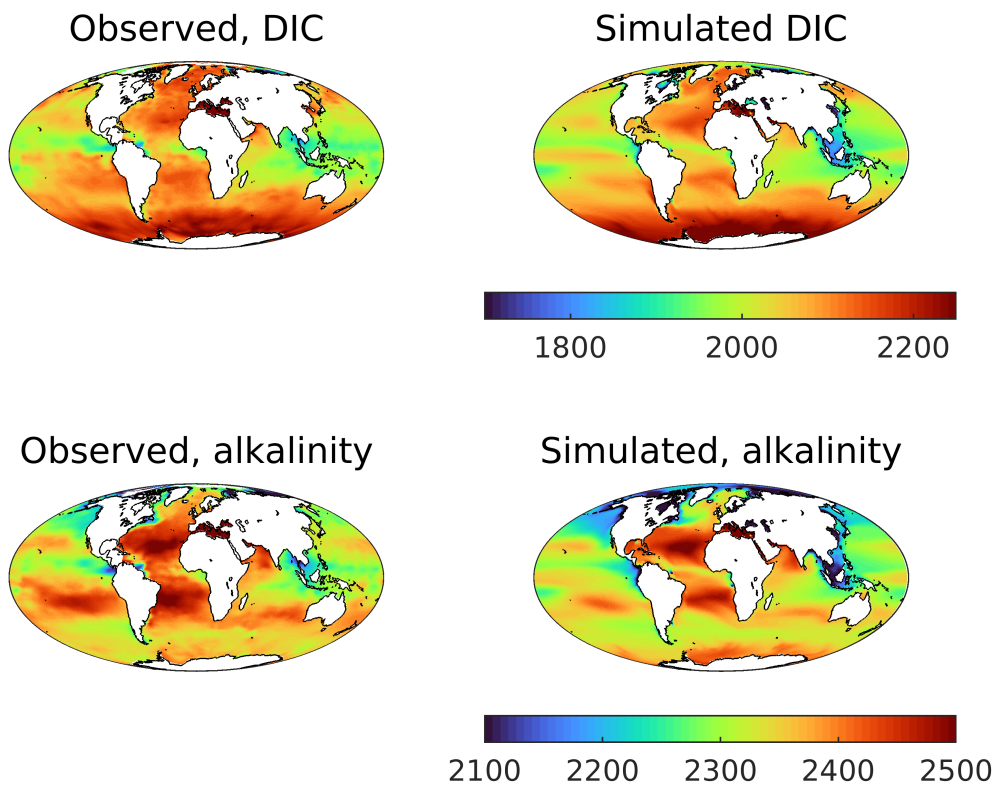 Observed, DIC
Simulated DIC
1800 2000 2200
Observed, alkalinity
Simulated, alkalinity
2100 2200 2300 2400 2500